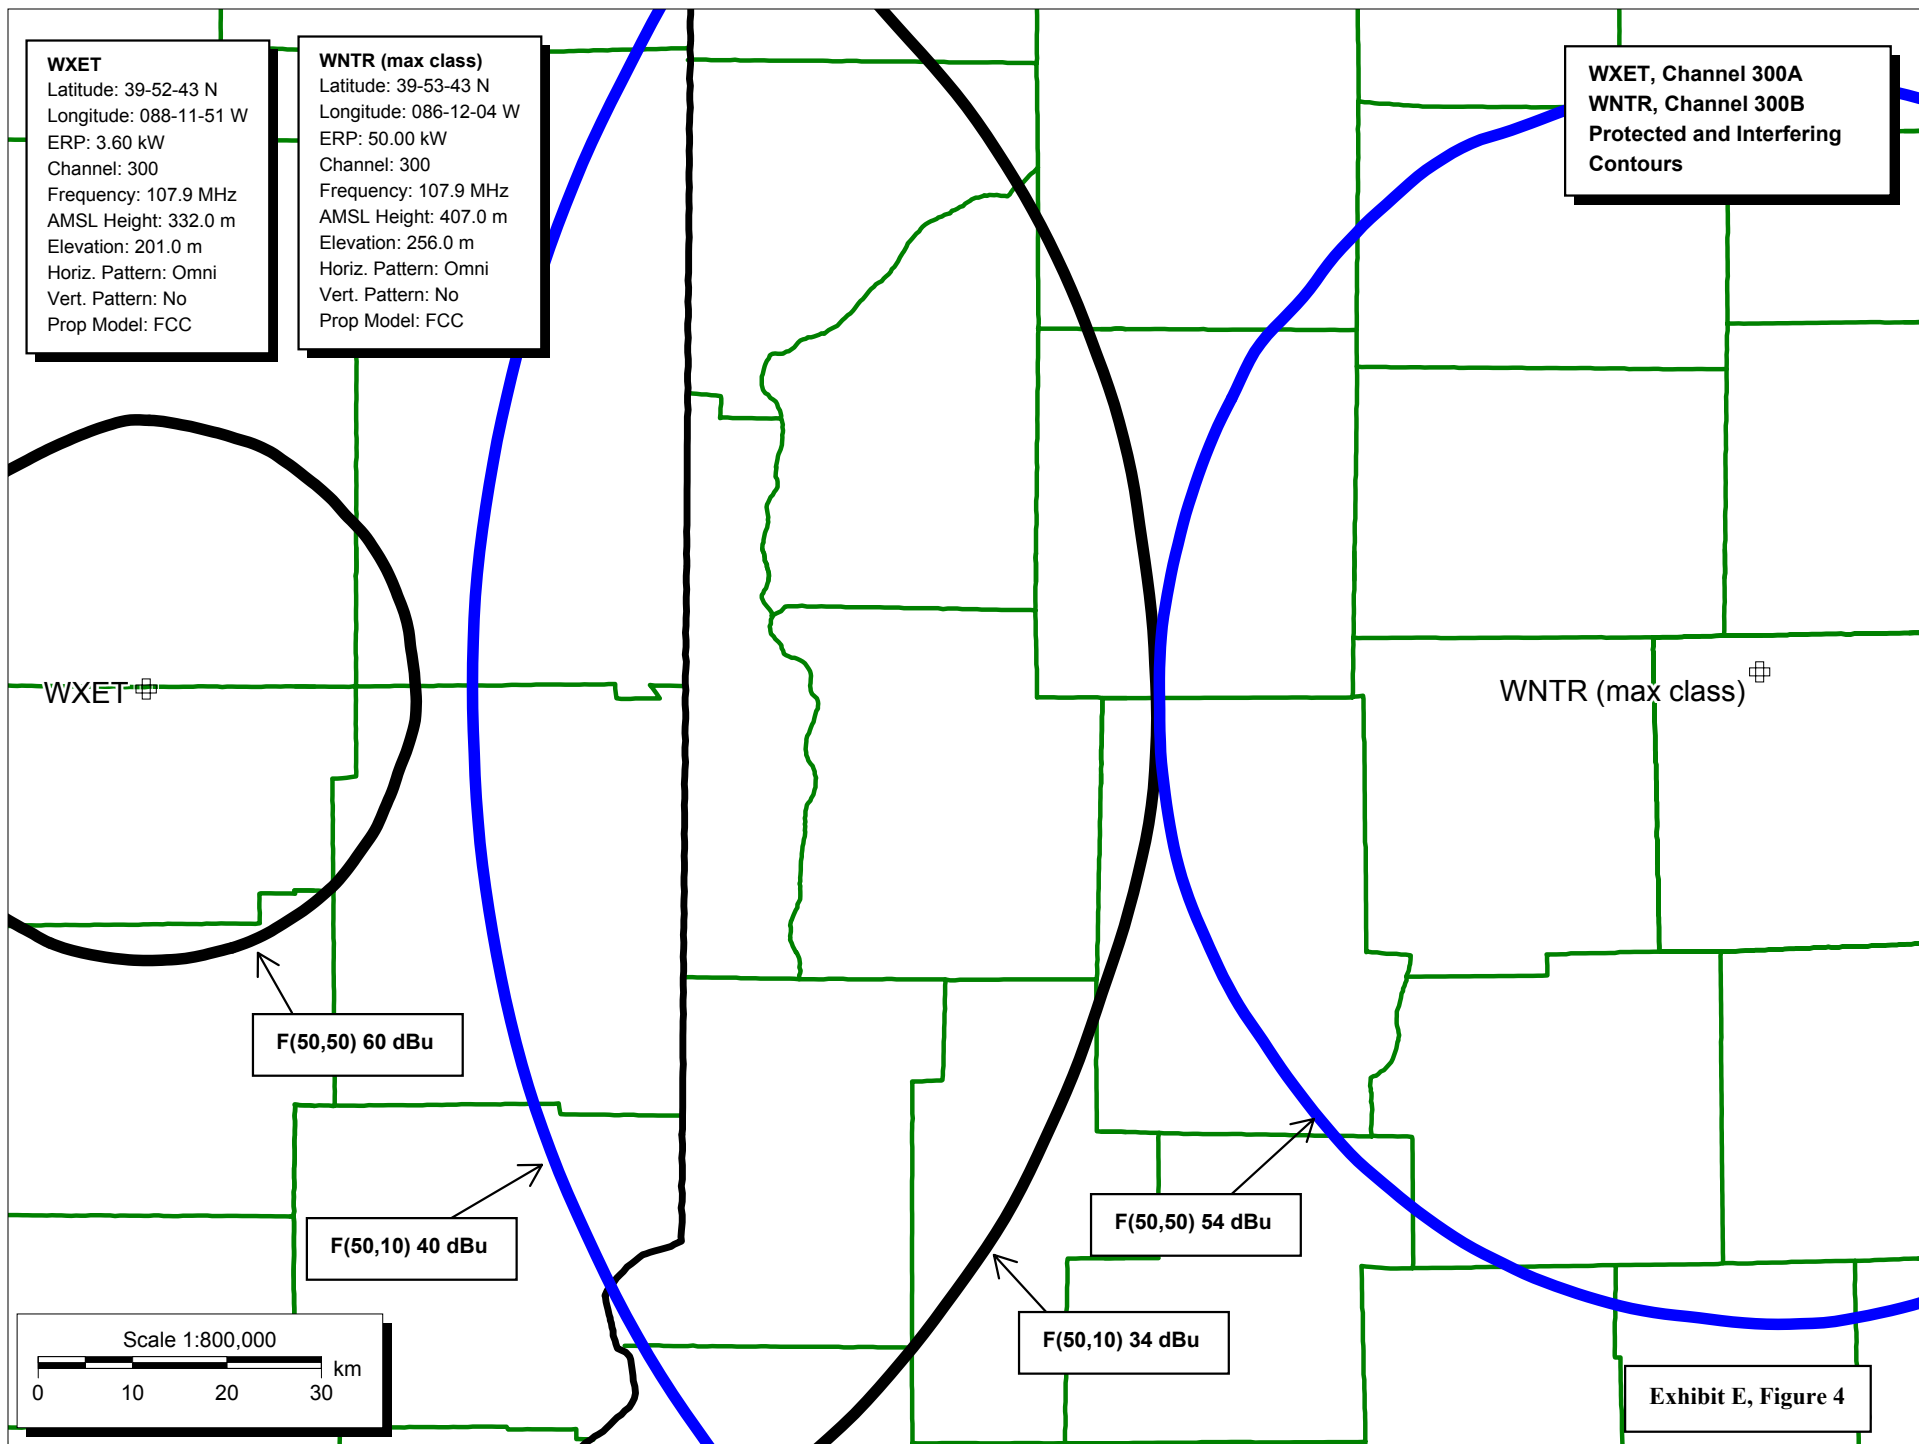 WXET
Latitude: 39-52-43 N
Longitude: 088-11-51 W
ERP: 3.60 kW
Channel: 300
Frequency: 107.9 MHz
AMSL Height: 332.0 m
Elevation: 201.0 m
Horiz. Pattern: Omni
Vert. Pattern: No
Prop Model: FCC
WNTR (max class)
Latitude: 39-53-43 N
Longitude: 086-12-04 W
ERP: 50.00 kW
Channel: 300
Frequency: 107.9 MHz
AMSL Height: 407.0 m
Elevation: 256.0 m
Horiz. Pattern: Omni
Vert. Pattern: No
Prop Model: FCC
WXET, Channel 300A
WNTR, Channel 300B
Protected and Interfering
Contours
WXET
WNTR (max class)
F(50,50) 60 dBu
F(50,10) 40 dBu
F(50,50) 54 dBu
F(50,10) 34 dBu
Scale 1:800,000
km
0 10 20 30
Exhibit E, Figure 4